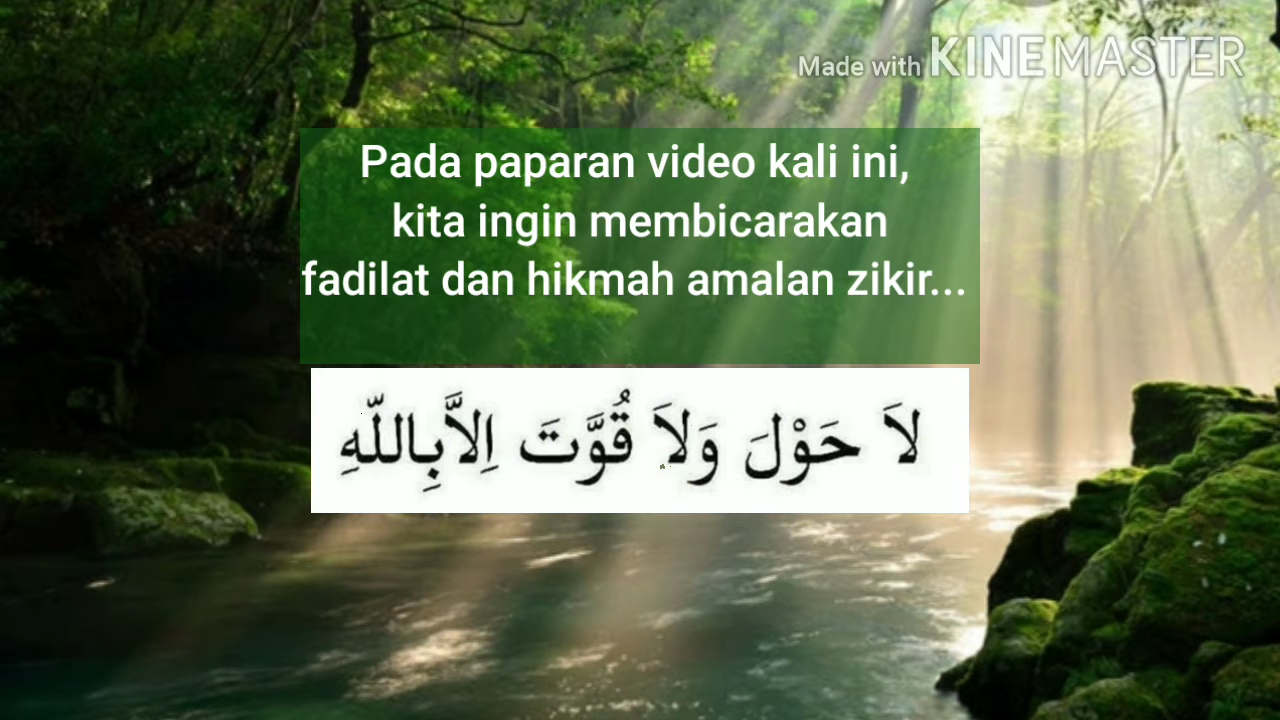 Made with KINEMASTER
Pada paparan video kali ini,
kita ingin membicarakan
fadilat dan hikmah amalan zikir...
لاَ حَوْلَ وَلاَ قُوَّتَ اِلاَّبِاللّهِ